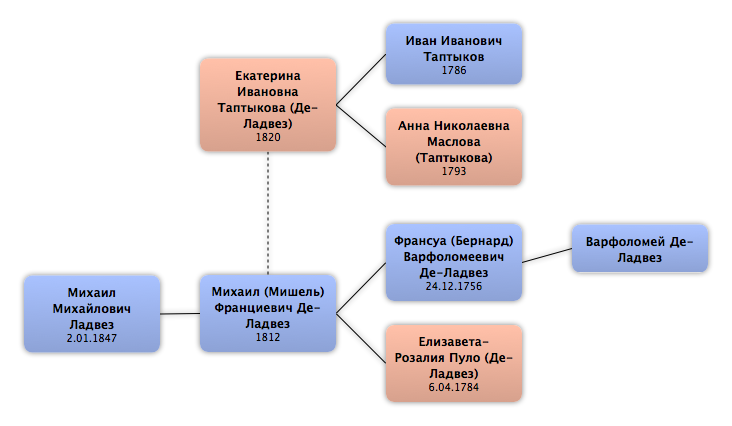 Иван Иванович
Таптыков
1786
Екатерина
Ивановна
Таптыкова (Де-
Ладвез)
1820
Анна Николаевна
Маслова
(Таптыкова)
1793
Франсуа (Бернард)
Варфоломеевич
Де-Ладвез
24.12.1756
Варфоломей Де-
Ладвез
Михаил
Михайлович
Ладвез
2.01.1847
Михаил (Мишель)
Францевич Де-
Ладвез
1812
Елизавета-
Розалия Пуло (Де-
Ладвез)
6.04.1784